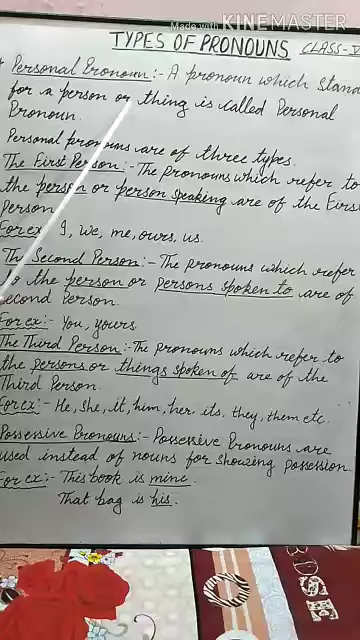 Made with KINEMASTER
TYPES OF PRONOUNS CLASS-V
Personal Pronoun:- A pronoun which stand
for a person or thing is called Personal
Pronoun.
Personal pronouns are of three types.
The First Person:- The pronouns which refer to
the person or person speaking are of the First
Person
For ex I, we, me, ours, us.
The Second Person:- The pronouns which refer
to the person or persons spoken to are of
Second Person.
For ex:- You, yours.
The Third Person:- The pronouns which refer to
the persons or things spoken of are of the
Third Person.
For ex:- He, She, it, him, her its, they, them etc.
Possessive Pronouns:- Possessive Pronouns are
used instead of nouns for showing possession.
For ex:- This book is mine.
That bag is his.
BDSE